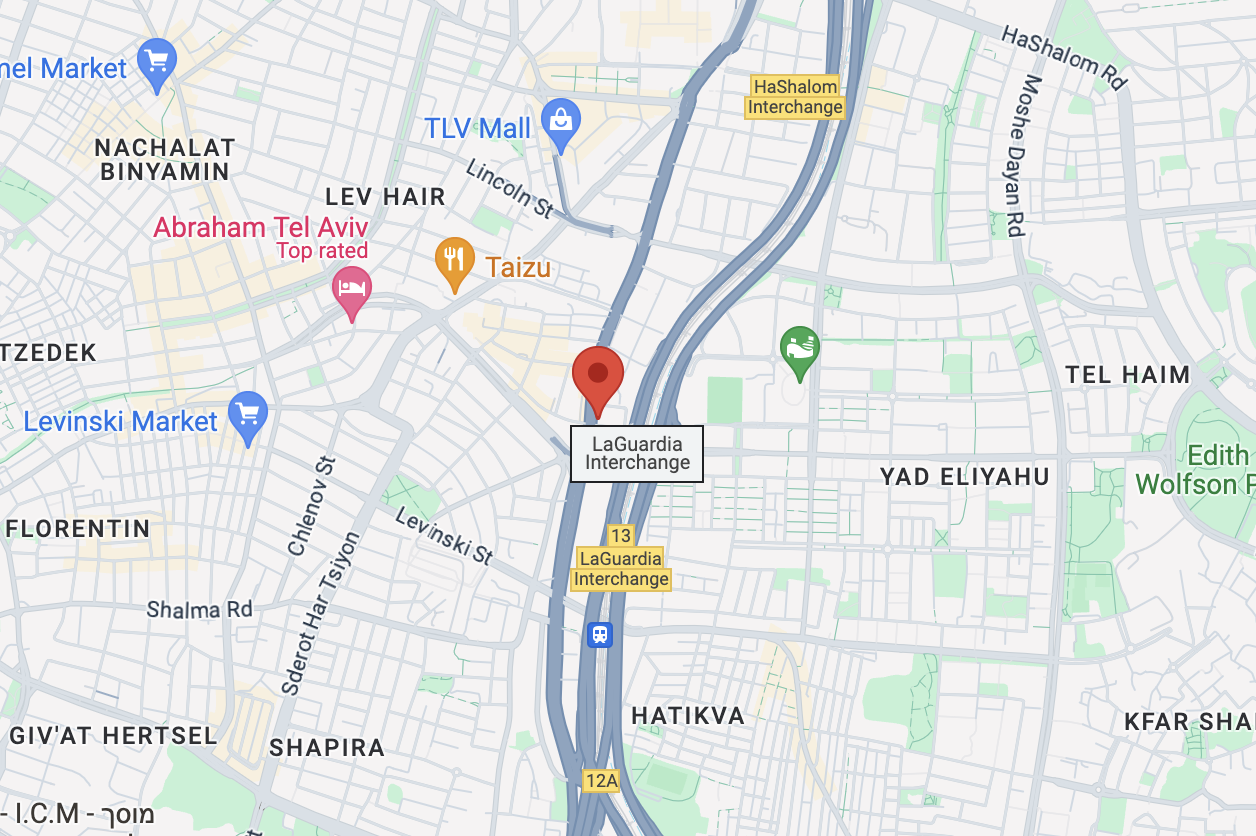 HaShalom Rd
HaShalom
Interchange
nel Market
Moshe Dayan Rd
TLV Mall
NACHALAT
BINYAMIN
Lincoln St
LEV HAIR
Abraham Tel Aviv
Top rated
Taizu
TZEDEK
TEL HAIM
Levinski Market
LaGuardia
Interchange
Edith
Wolfson P
YAD ELIYAHU
Chlenov St
FLORENTIN
Levinski St
13
LaGuardia
Interchange
Shalma Rd
Sderot Har Tsiyon
HATIKVA
KFAR SHA
GIV'AT HERTSEL
SHAPIRA
12A
- I.C.M - מוסך